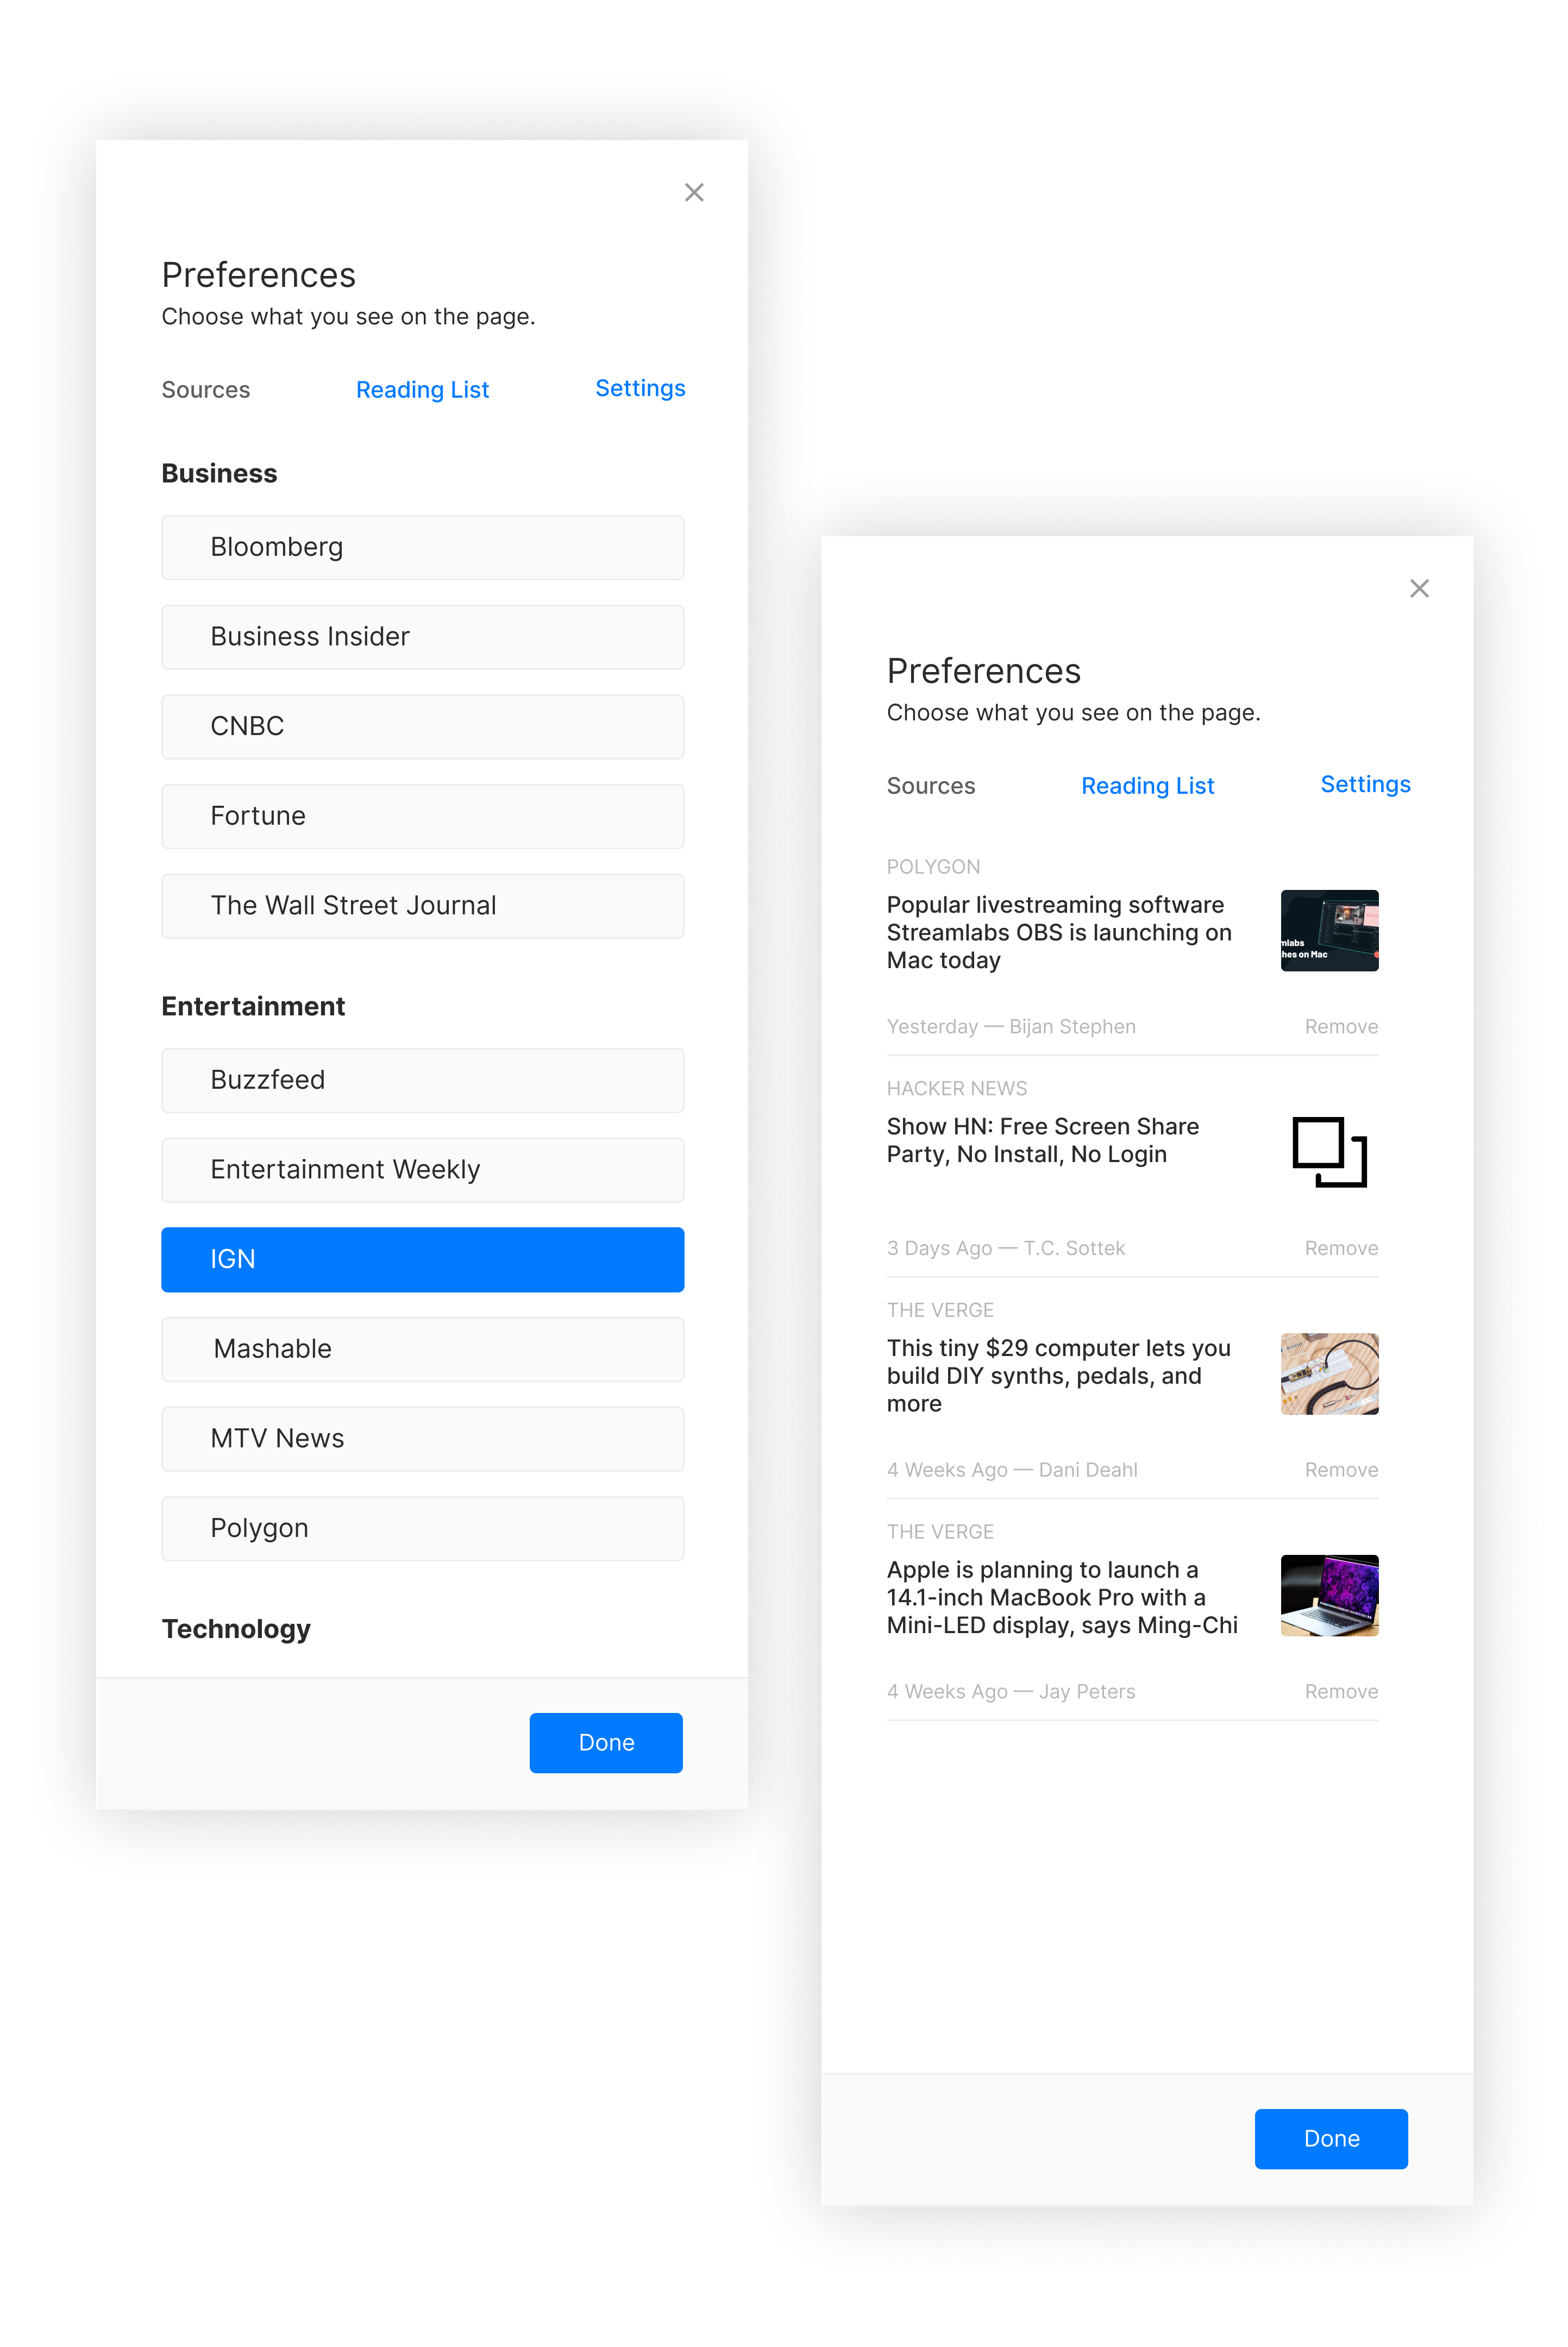 Preferences
Choose what you see on the page.
Sources
Reading List
Settings
Business
Bloomberg
Business Insider
CNBC
Fortune
The Wall Street Journal
Entertainment
Buzzfeed
Entertainment Weekly
IGN
Mashable
MTV News
Polygon
Technology
Done
Preferences
Choose what you see on the page.
Sources
Reading List
Settings
POLYGON
Popular livestreaming software
Streamlabs OBS is launching on
Mac today
mlabs
hes on Mac
Yesterday — Bijan Stephen
Remove
HACKER NEWS
Show HN: Free Screen Share
Party, No Install, No Login
3 Days Ago — T.C. Sottek
Remove
THE VERGE
This tiny $29 computer lets you
build DIY synths, pedals, and
more
4 Weeks Ago — Dani Deahl
Remove
THE VERGE
Apple is planning to launch a
14.1-inch MacBook Pro with a
Mini-LED display, says Ming-Chi
4 Weeks Ago — Jay Peters
Remove
Done